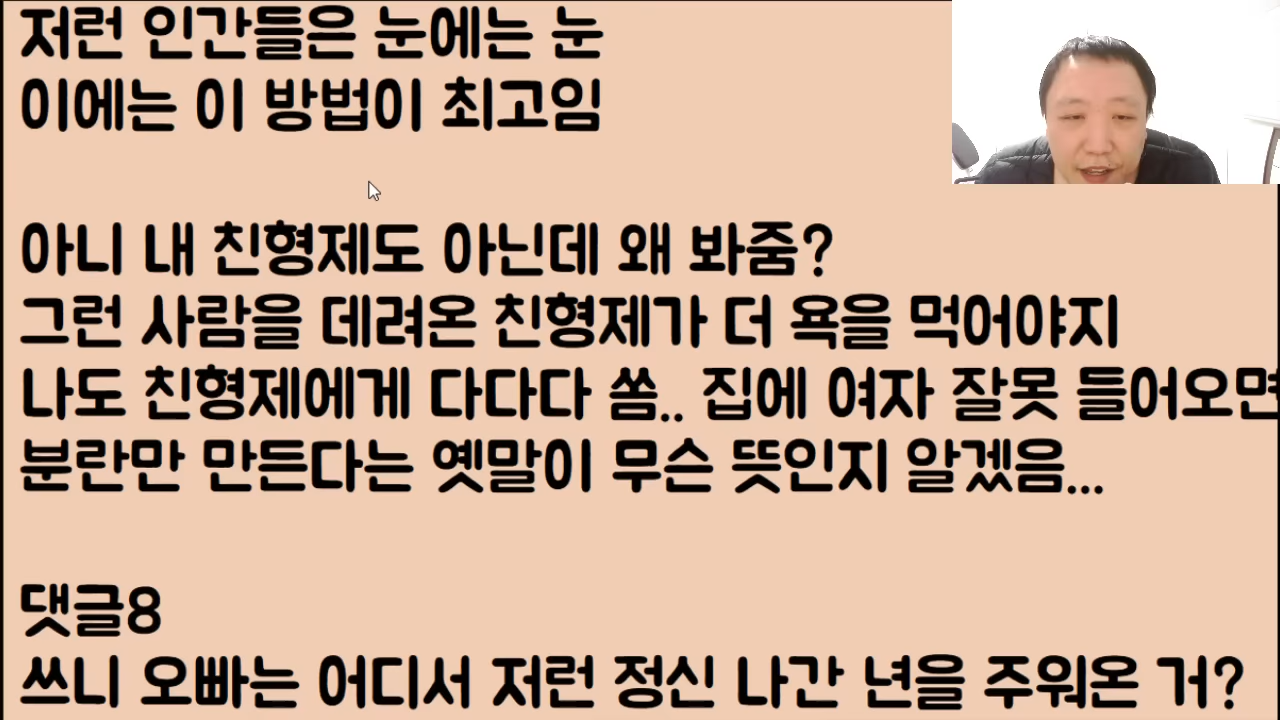 저런 인간들은 눈에는 눈
이에는 이 방법이 최고임
아니 내 친형제도 아닌데 왜 봐줌?
그런 사람을 데려온 친형제가 더 욕을 먹어야지
나도 친형제에게 다다다 쏨.. 집에 여자 잘못 들어오면
분란만 만든다는 옛말이 무슨 뜻인지 알겠음...
댓글8
쓰니 오빠는 어디서 저런 정신 나간 년을 주워온 거?